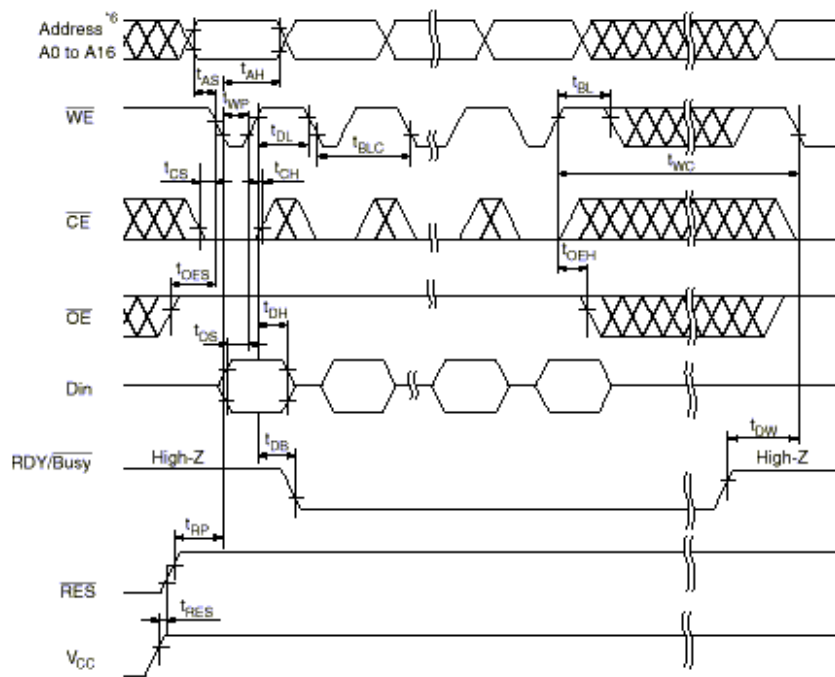 Address *6
A0 to A16
tAS
tAH
tWP
tBL
WE
tDL
tBLC
tWC
tCS
tCH
CE
tOES
tOEH
OE
tDS
tDH
Din
tDB
tDW
RDY/Busy
High-Z
High-Z
tRP
RES
tRES
VCC